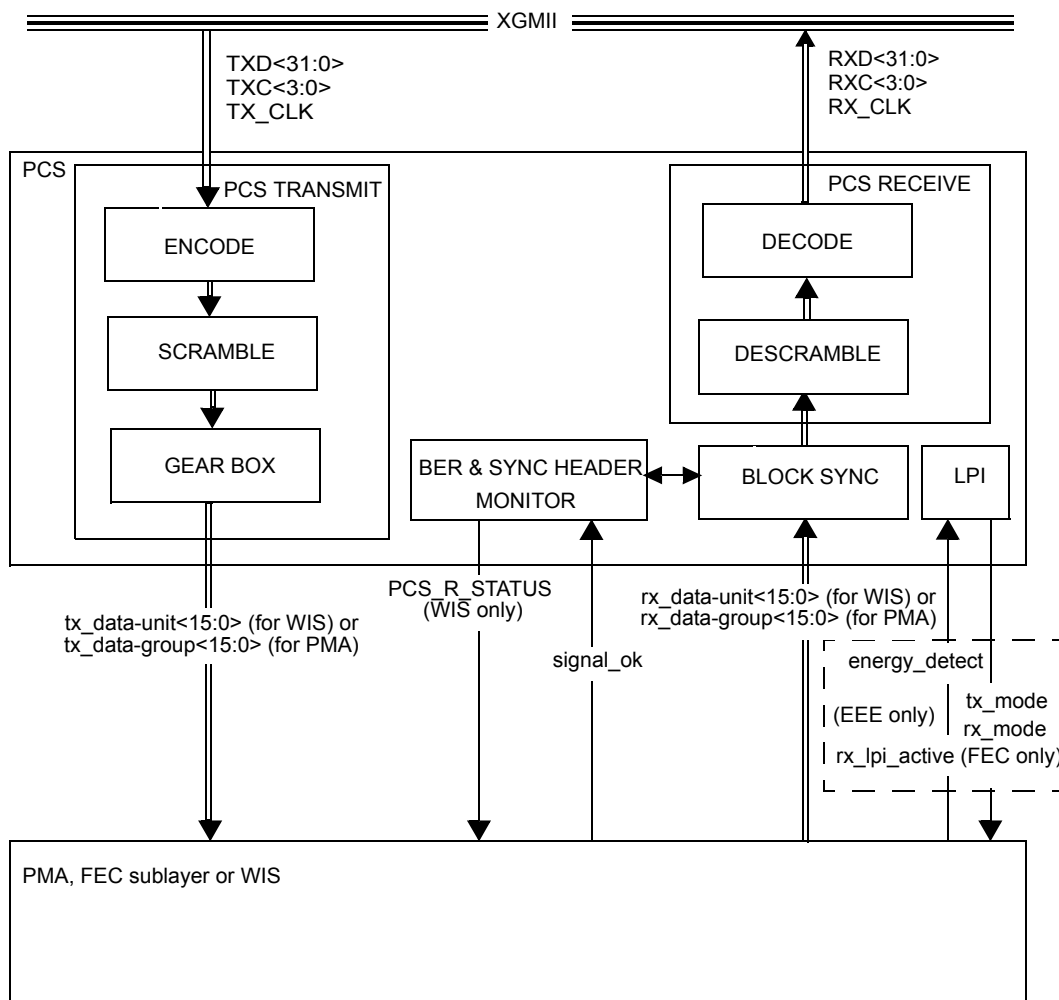 XGMII
TXD<31:0>
TXC<3:0>
TX_CLK
RXD<31:0>
RXC<3:0>
RX_CLK
PCS
PCS TRANSMIT
PCS RECEIVE
ENCODE
DECODE
SCRAMBLE
DESCRAMBLE
GEAR BOX
BER & SYNC HEADER
MONITOR
BLOCK SYNC
LPI
PCS_R_STATUS
(WIS only)
tx_data-unit<15:0> (for WIS) or
tx_data-group<15:0> (for PMA)
rx_data-unit<15:0> (for WIS) or
rx_data-group<15:0> (for PMA)
signal_ok
energy_detect
(EEE only)
tx_mode
rx_mode
rx_lpi_active (FEC only)
PMA, FEC sublayer or WIS